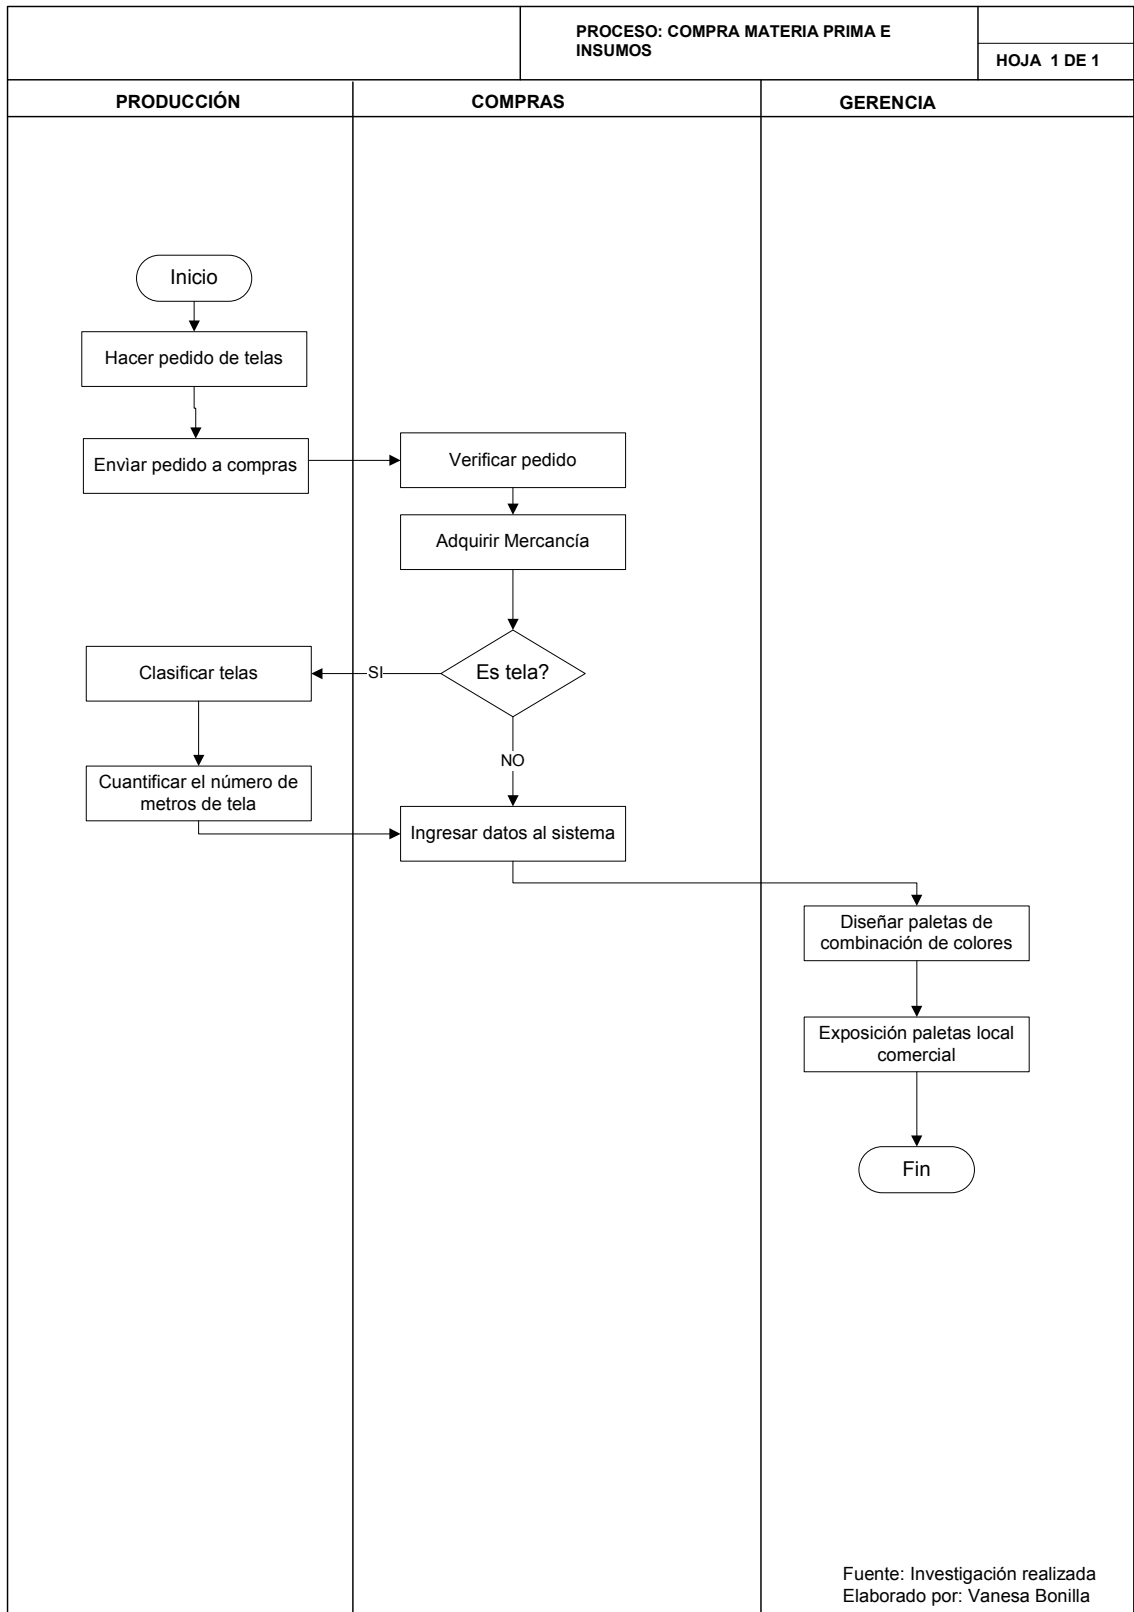 PROCESO: COMPRA MATERIA PRIMA E
INSUMOS
HOJA 1 DE 1
PRODUCCIÓN
COMPRAS
GERENCIA
Inicio
Hacer pedido de telas
Envìar pedido a compras
Verificar pedido
Adquirir Mercancía
Es tela?
SI
Clasificar telas
NO
Cuantificar el número de
metros de tela
Ingresar datos al sistema
Diseñar paletas de
combinación de colores
Exposición paletas local
comercial
Fin
Fuente: Investigación realizada
Elaborado por: Vanesa Bonilla